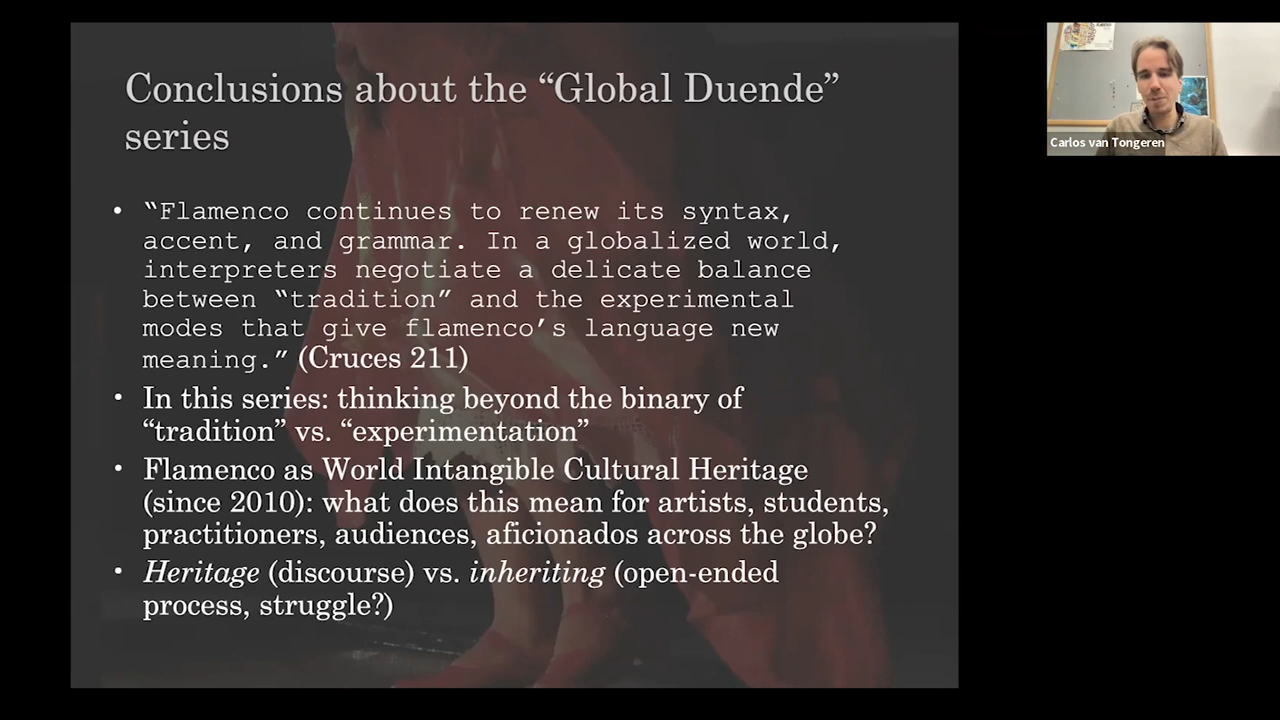 Conclusions about the “Global Duende”
series
• “Flamenco continues to renew its syntax,
accent, and grammar. In a globalized world,
interpreters negotiate a delicate balance
between “tradition” and the experimental
modes that give flamenco’s language new
meaning.” (Cruces 211)
• In this series: thinking beyond the binary of
“tradition” vs. “experimentation”
• Flamenco as World Intangible Cultural Heritage
(since 2010): what does this mean for artists, students,
practitioners, audiences, aficionados across the globe?
• Heritage (discourse) vs. inheriting (open-ended
process, struggle?)
Carlos van Tongeren